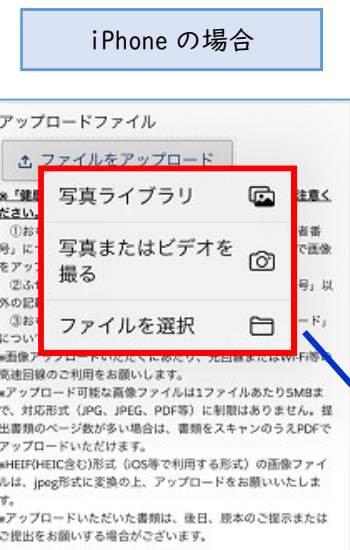 iPhone の場合
アップロードファイル
ファイルをアップロード
写真ライブラリ
写真またはビデオを
撮る
ファイルを選択
注意く
ださい。
①お
者番
号」に
で画像
をアッ
②ふ
号」以
外の記
③お
ード」
につい
※画像アップロードいただくにあたり、光回線またはWi-Fi等の
高速回線のご利用をお願いします。
※アップロード可能な画像ファイルは1ファイルあたり5MBま
で、対応形式（JPG、JPEG、PDF等）に制限はありません。提
出書類のページ数が多い場合は、書類をスキャンのうえPDFで
アップロードいただけます。
※HEIF(HEIC含む)形式（iOS等で利用する形式）の画像ファイ
ルは、jpeg形式に変換の上、アップロードをお願いいたしま
す。
※アップロードいただいた書類は、後日、原本のご提示または
ご提出をお願いする場合がございます。